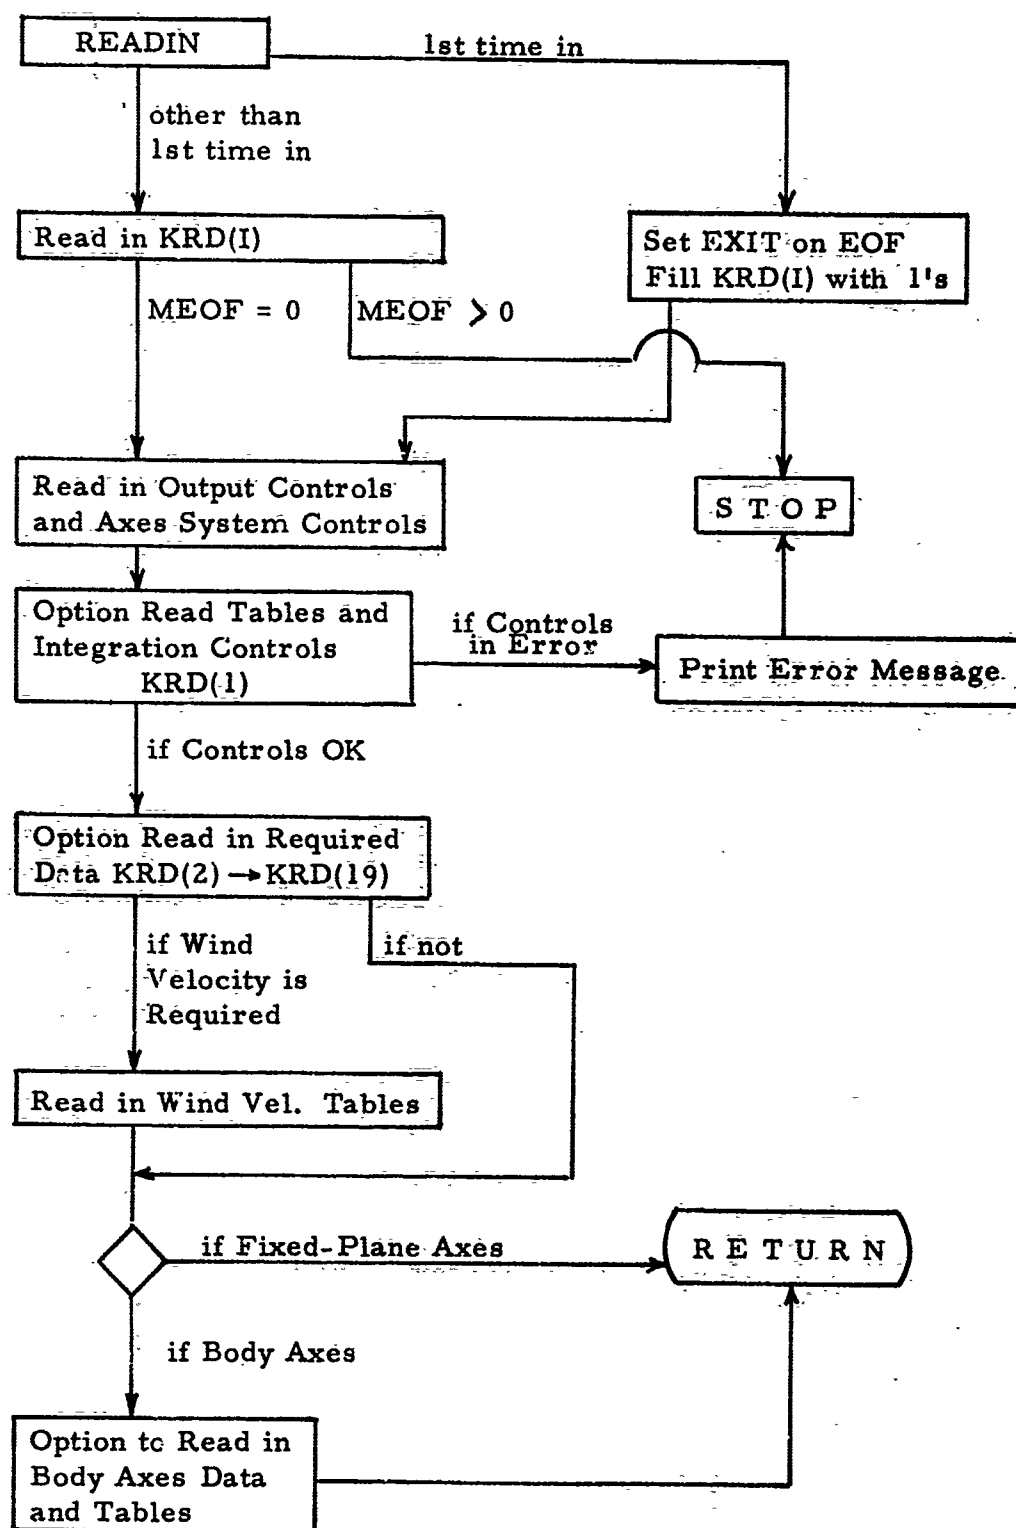 READIN
1st time in
other than
1st time in
Read in KRD(I)
Set EXIT on EOF
Fill KRD(I) with 1's
MEOF = 0
MEOF > 0
Read in Output Controls
and Axes System Controls
S T O P
Option Read Tables and
Integration Controls
KRD(1)
if Controls
in Error
Print Error Message
if Controls OK
Option Read in Required
Data KRD(2) → KRD(19)
if Wind
Velocity is
Required
if not
Read in Wind Vel. Tables
if Fixed-Plane Axes
R E T U R N
if Body Axes
Option to Read in
Body Axes Data
and Tables